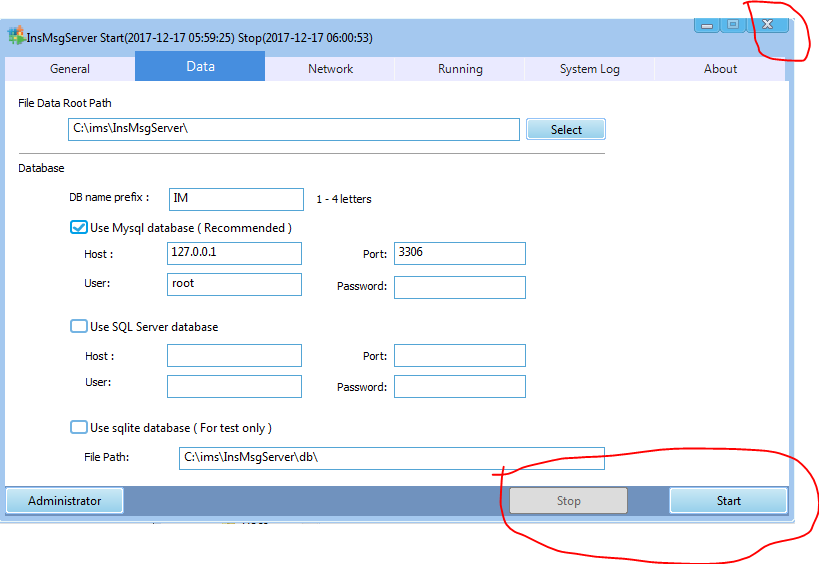 InsMsgServer Start(2017-12-17 05:59:25) Stop(2017-12-17 06:00:53)
General Data Network Running System Log About
File Data Root Path
C:\ims\InsMsgServer\ Select
Database
DB name prefix : IM 1 - 4 letters
Use Mysql database ( Recommended )
Host : 127.0.0.1 Port: 3306
User: root Password:
Use SQL Server database
Host : Port:
User: Password:
Use sqlite database ( For test only )
File Path: C:\ims\InsMsgServer\db\
Administrator Stop Start